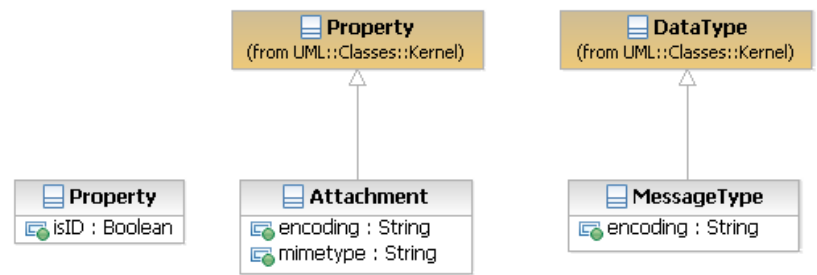 Property
(from UML::Classes::Kernel)
DataType
(from UML::Classes::Kernel)
Property
isID : Boolean
Attachment
encoding : String
mimetype : String
MessageType
encoding : String